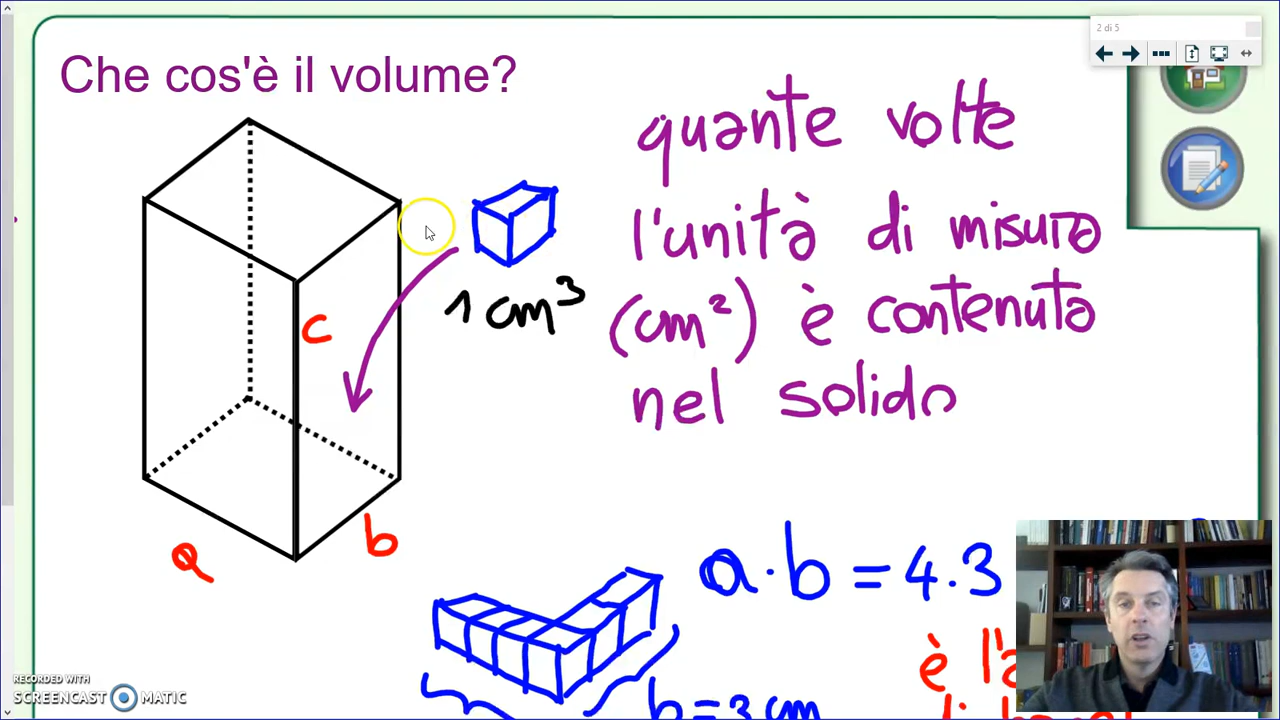 2 di 5
Che cos'è il volume?
quante volte
l'unità di misura
(cm²) è contenuta
nel solido
1 cm³
c
a
b
a·b = 4·3
è l'a
b = 3 cm
RECORDED WITH
SCREENCAST MATIC